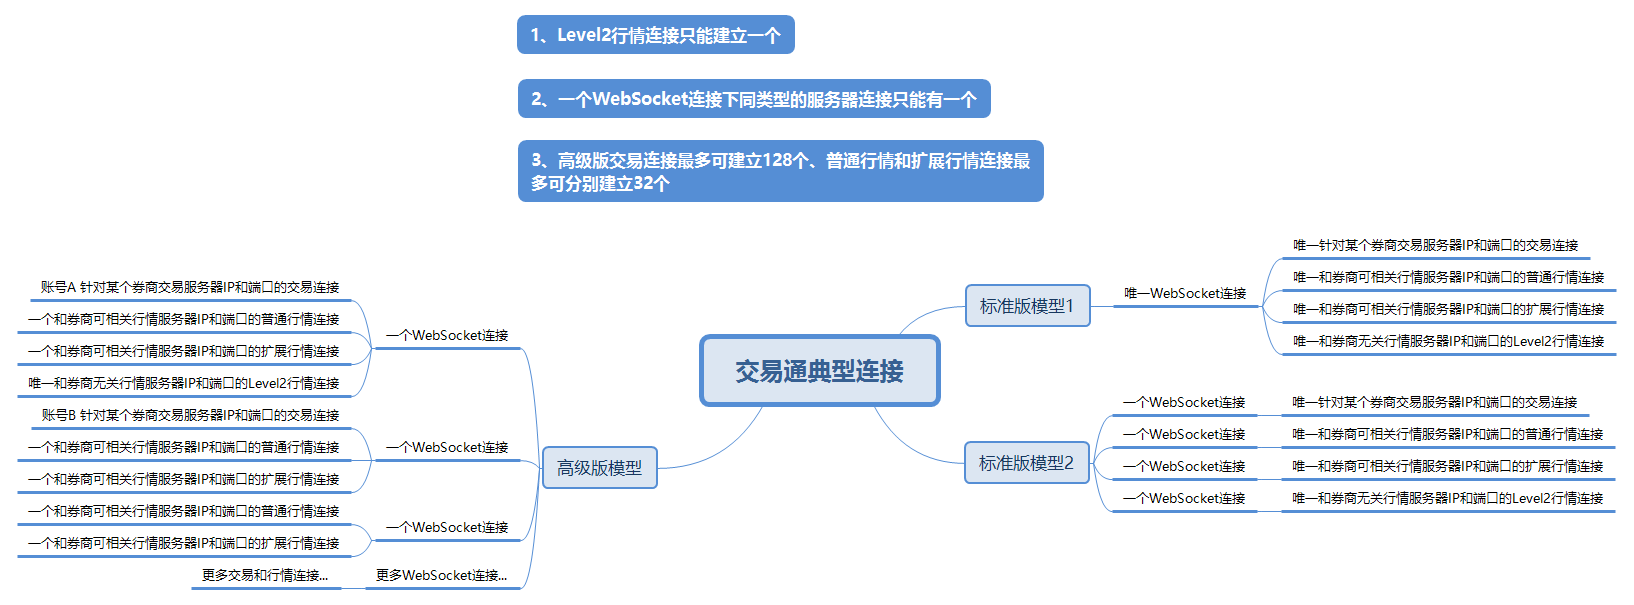 1、Level2行情连接只能建立一个
2、一个WebSocket连接下同类型的服务器连接只能有一个
3、高级版交易连接最多可建立128个、普通行情和扩展行情连接最
多可分别建立32个
交易通典型连接
标准版模型1
唯一WebSocket连接
唯一针对某个券商交易服务器IP和端口的交易连接
唯一和券商可相关行情服务器IP和端口的普通行情连接
唯一和券商可相关行情服务器IP和端口的扩展行情连接
唯一和券商无关行情服务器IP和端口的Level2行情连接
标准版模型2
一个WebSocket连接
唯一针对某个券商交易服务器IP和端口的交易连接
一个WebSocket连接
唯一和券商可相关行情服务器IP和端口的普通行情连接
一个WebSocket连接
唯一和券商可相关行情服务器IP和端口的扩展行情连接
一个WebSocket连接
唯一和券商无关行情服务器IP和端口的Level2行情连接
高级版模型
一个WebSocket连接
账号A 针对某个券商交易服务器IP和端口的交易连接
一个和券商可相关行情服务器IP和端口的普通行情连接
一个和券商可相关行情服务器IP和端口的扩展行情连接
唯一和券商无关行情服务器IP和端口的Level2行情连接
一个WebSocket连接
账号B 针对某个券商交易服务器IP和端口的交易连接
一个和券商可相关行情服务器IP和端口的普通行情连接
一个和券商可相关行情服务器IP和端口的扩展行情连接
一个WebSocket连接
一个和券商可相关行情服务器IP和端口的普通行情连接
一个和券商可相关行情服务器IP和端口的扩展行情连接
更多WebSocket连接...
更多交易和行情连接...